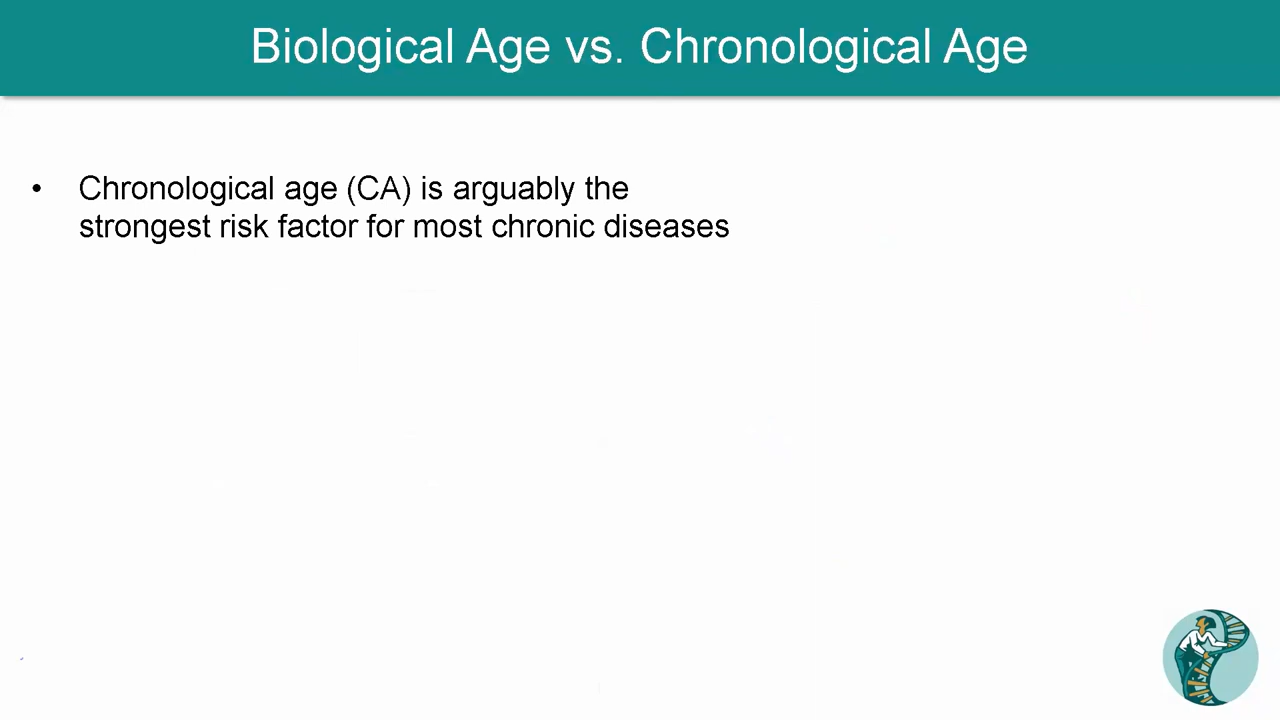 Biological Age vs. Chronological Age
• Chronological age (CA) is arguably the
strongest risk factor for most chronic diseases